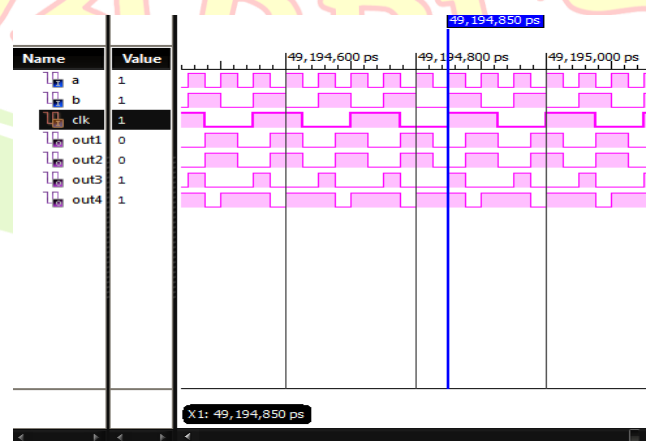 49,194,850 ps
Name Value
49,194,600 ps 49,194,800 ps 49,195,000 ps
a 1
b 1
clk 1
out1 0
out2 0
out3 1
out4 1
X1: 49,194,850 ps